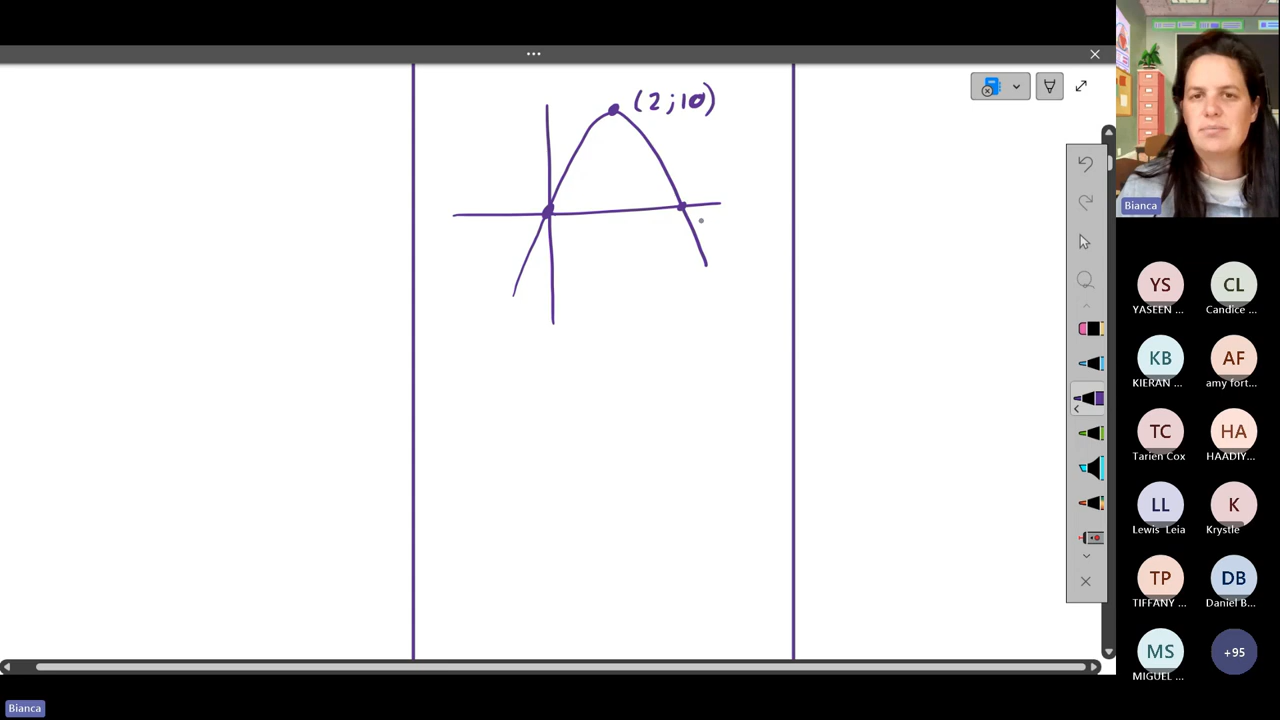 ...
(2;10)
Bianca
YS
CL
YASEEN ...
Candice ...
KB
AF
KIERAN ...
amy fort...
TC
HA
Tarien Cox
HAADIY...
LL
K
Lewis Leia
Krystle
TP
DB
TIFFANY ...
Daniel B...
MS
+95
MIGUEL ...
Bianca